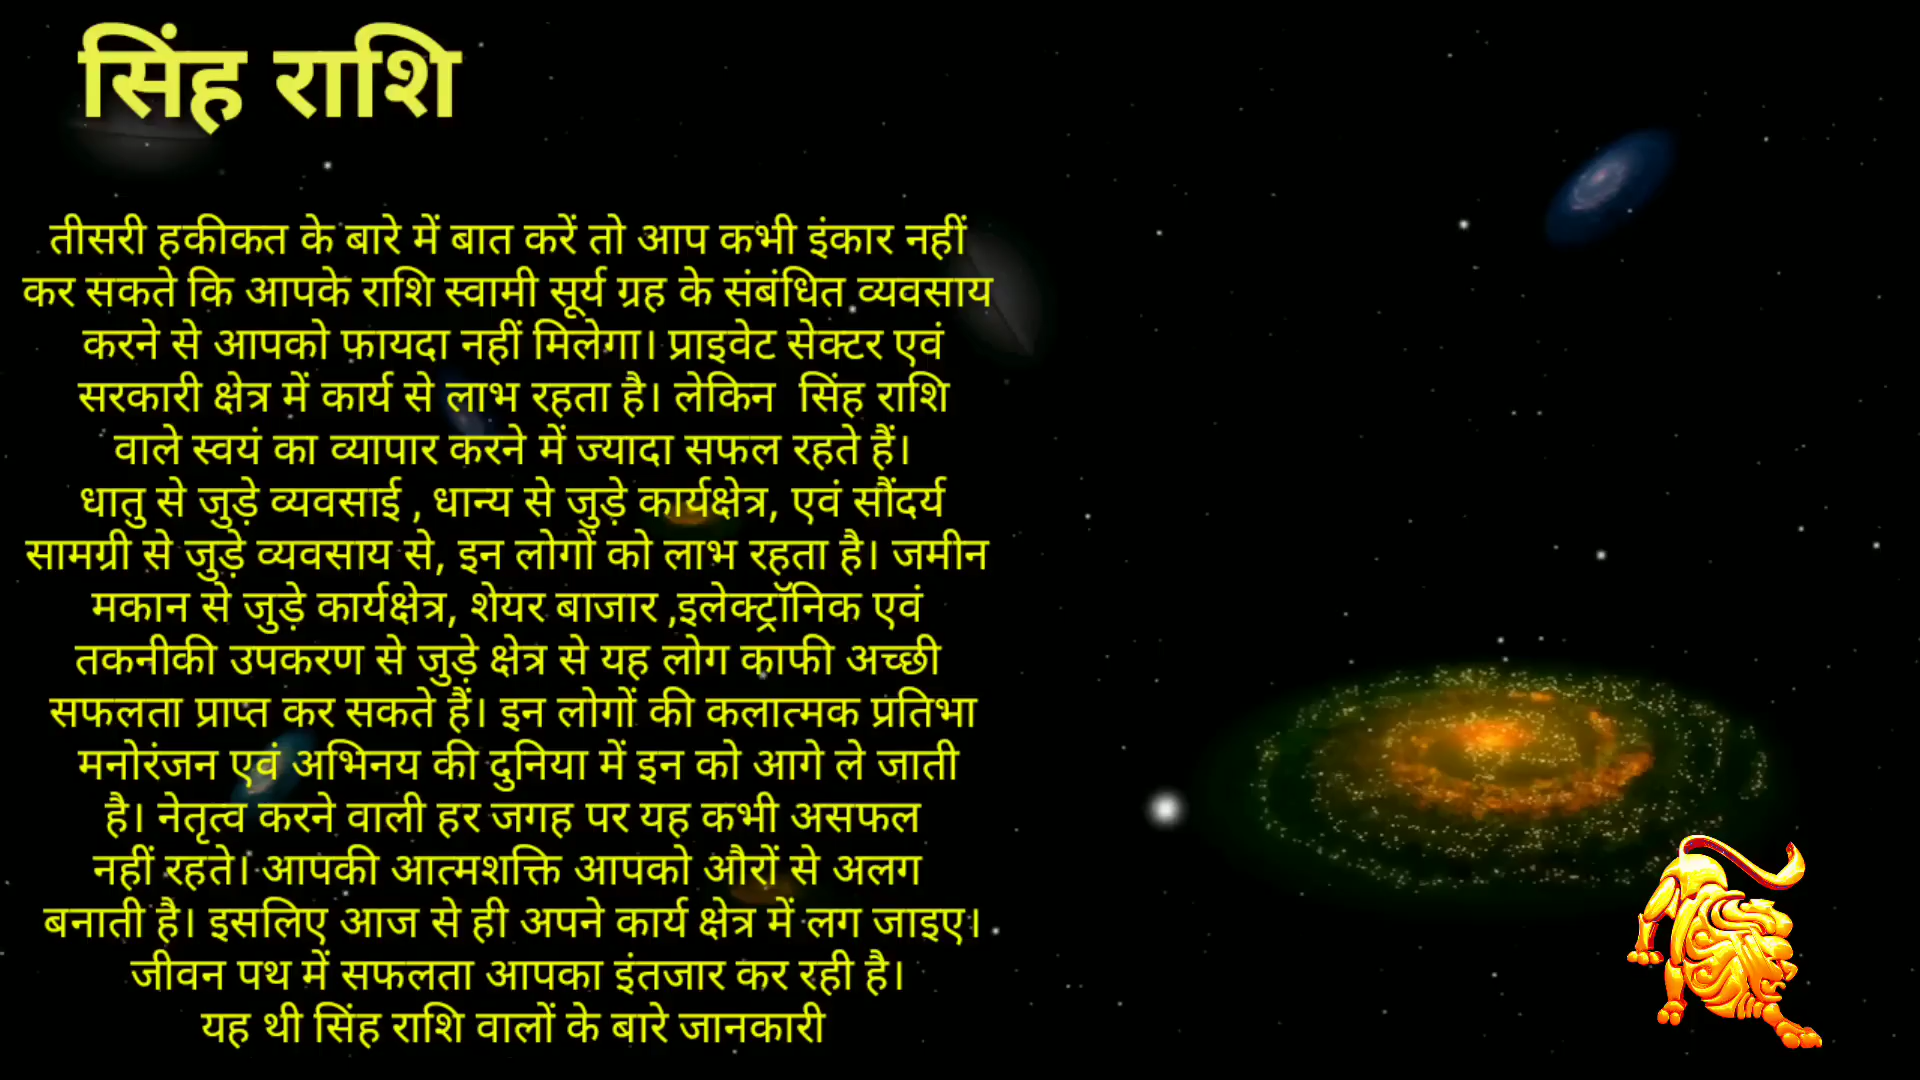 सिंह राशि
तीसरी हकीकत के बारे में बात करें तो आप कभी इंकार नहीं
कर सकते कि आपके राशि स्वामी सूर्य ग्रह के संबंधित व्यवसाय
करने से आपको फायदा नहीं मिलेगा। प्राइवेट सेक्टर एवं
सरकारी क्षेत्र में कार्य से लाभ रहता है। लेकिन  सिंह राशि
वाले स्वयं का व्यापार करने में ज्यादा सफल रहते हैं।
धातु से जुड़े व्यवसाई , धान्य से जुड़े कार्यक्षेत्र, एवं सौंदर्य
सामग्री से जुड़े व्यवसाय से, इन लोगों को लाभ रहता है। जमीन
मकान से जुड़े कार्यक्षेत्र, शेयर बाजार ,इलेक्ट्रॉनिक एवं
तकनीकी उपकरण से जुड़े क्षेत्र से यह लोग काफी अच्छी
सफलता प्राप्त कर सकते हैं। इन लोगों की कलात्मक प्रतिभा
मनोरंजन एवं अभिनय की दुनिया में इन को आगे ले जाती
है। नेतृत्व करने वाली हर जगह पर यह कभी असफल
नहीं रहते। आपकी आत्मशक्ति आपको औरों से अलग
बनाती है। इसलिए आज से ही अपने कार्य क्षेत्र में लग जाइए।
जीवन पथ में सफलता आपका इंतजार कर रही है।
यह थी सिंह राशि वालों के बारे जानकारी